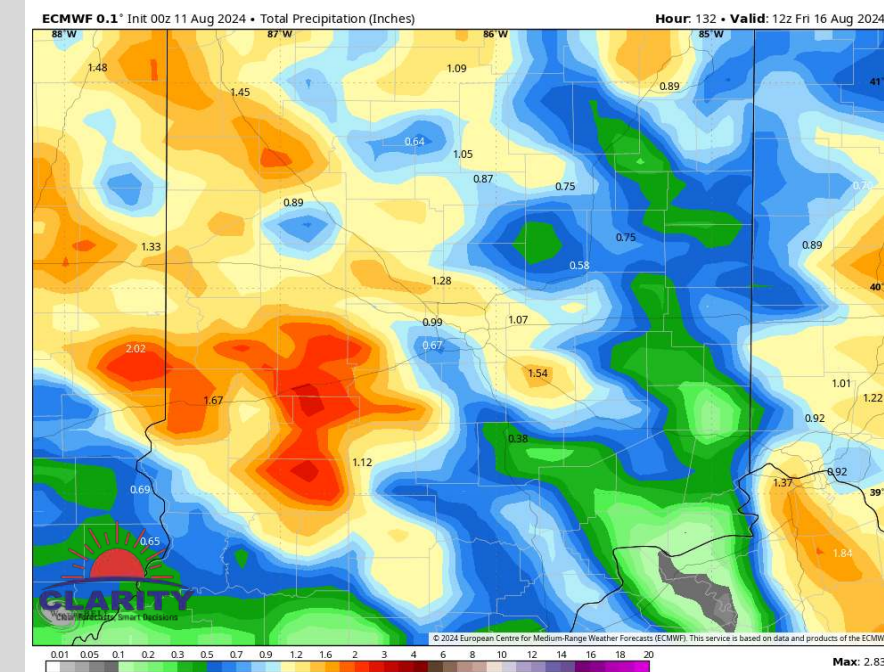 ECMWF 0.1° Init 00z 11 Aug 2024 • Total Precipitation (Inches) Hour: 132 • Valid: 12z Fri 16 Aug 2024
88°W 87°W 86°W 85°W
1.48 1.09
41°
1.45 0.89
0.64
1.05
0.87 0.75
0.89
0.75
1.33 0.89
0.58
1.28 40°
0.99 1.07
0.67
2.02
1.54
1.01
1.67 1.22
0.92
0.38
1.12
0.92
0.69 1.37 39°
0.65
1.84
CLARITY
Clear Forecasts, Smart Decisions
© 2024 European Centre for Medium-Range Weather Forecasts (ECMWF). This service is based on data and products of the ECMW
0.01 0.05 0.1 0.2 0.3 0.5 0.7 0.9 1.2 1.6 2 3 4 6 8 10 12 14 16 18 20
Max: 2.83